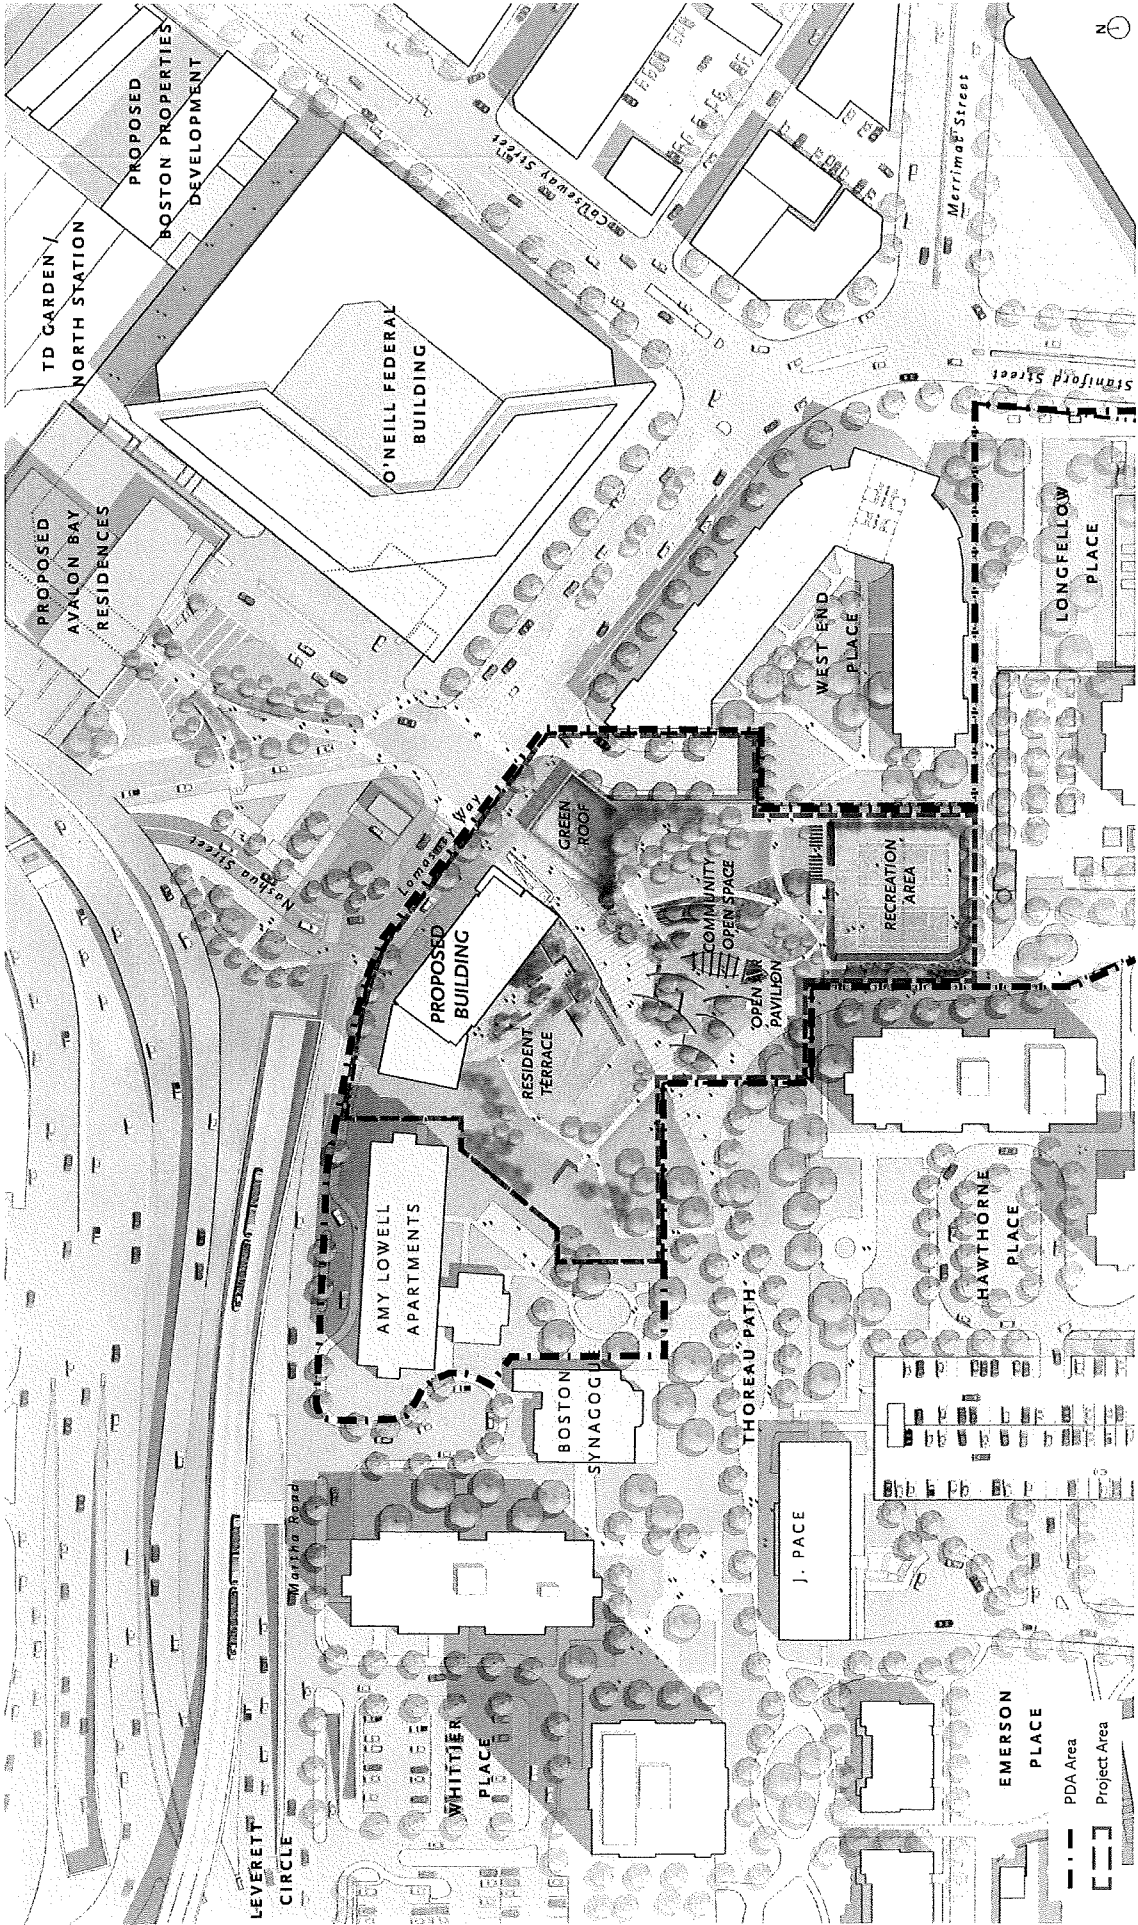 LEVERETT
CIRCLE
Martha Road
Nashua Street
Lomasney Way
PROPOSED
AVALON BAY
RESIDENCES
TD GARDEN /
NORTH STATION
PROPOSED
BOSTON PROPERTIES
DEVELOPMENT
WHITTIER
PLACE
AMY LOWELL
APARTMENTS
BOSTON
SYNAGOGUE
PROPOSED
BUILDING
RESIDENT
TERRACE
GREEN
ROOF
O'NEILL FEDERAL
BUILDING
Causeway Street
THOREAU PATH
OPEN AIR
PAVILION
COMMUNITY
OPEN SPACE
RECREATION
AREA
WEST END
PLACE
J. PACE
HAWTHORNE
PLACE
LONGFELLOW
PLACE
Merrimac Street
Staniford Street
EMERSON
PLACE
PDA Area
Project Area
N